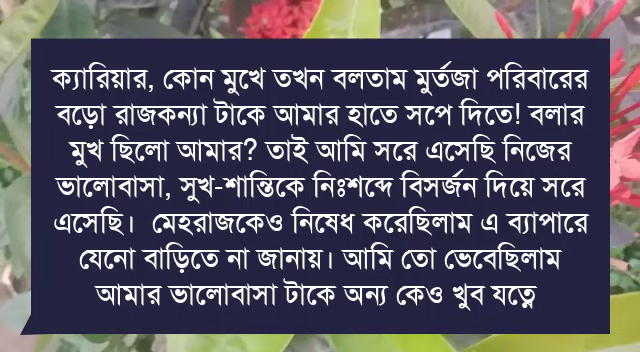 ক্যারিয়ার, কোন মুখে তখন বলতাম মুর্তজা পরিবারের
বড়ো রাজকন্যা টাকে আমার হাতে সপে দিতে! বলার
মুখ ছিলো আমার? তাই আমি সরে এসেছি নিজের
ভালোবাসা, সুখ-শান্তিকে নিঃশব্দে বিসর্জন দিয়ে সরে
এসেছি।  মেহরাজকেও নিষেধ করেছিলাম এ ব্যাপারে
যেনো বাড়িতে না জানায়। আমি তো ভেবেছিলাম
আমার ভালোবাসা টাকে অন্য কেও খুব যত্নে